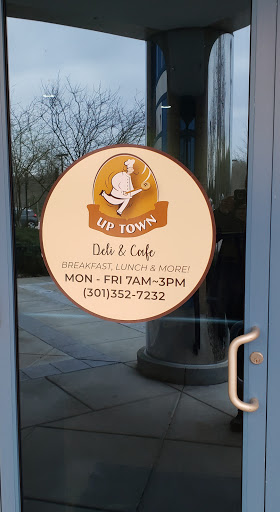 UP TOWN
Deli & Cafe
BREAKFAST, LUNCH & MORE!
MON - FRI 7AM~3PM
(301)352-7232